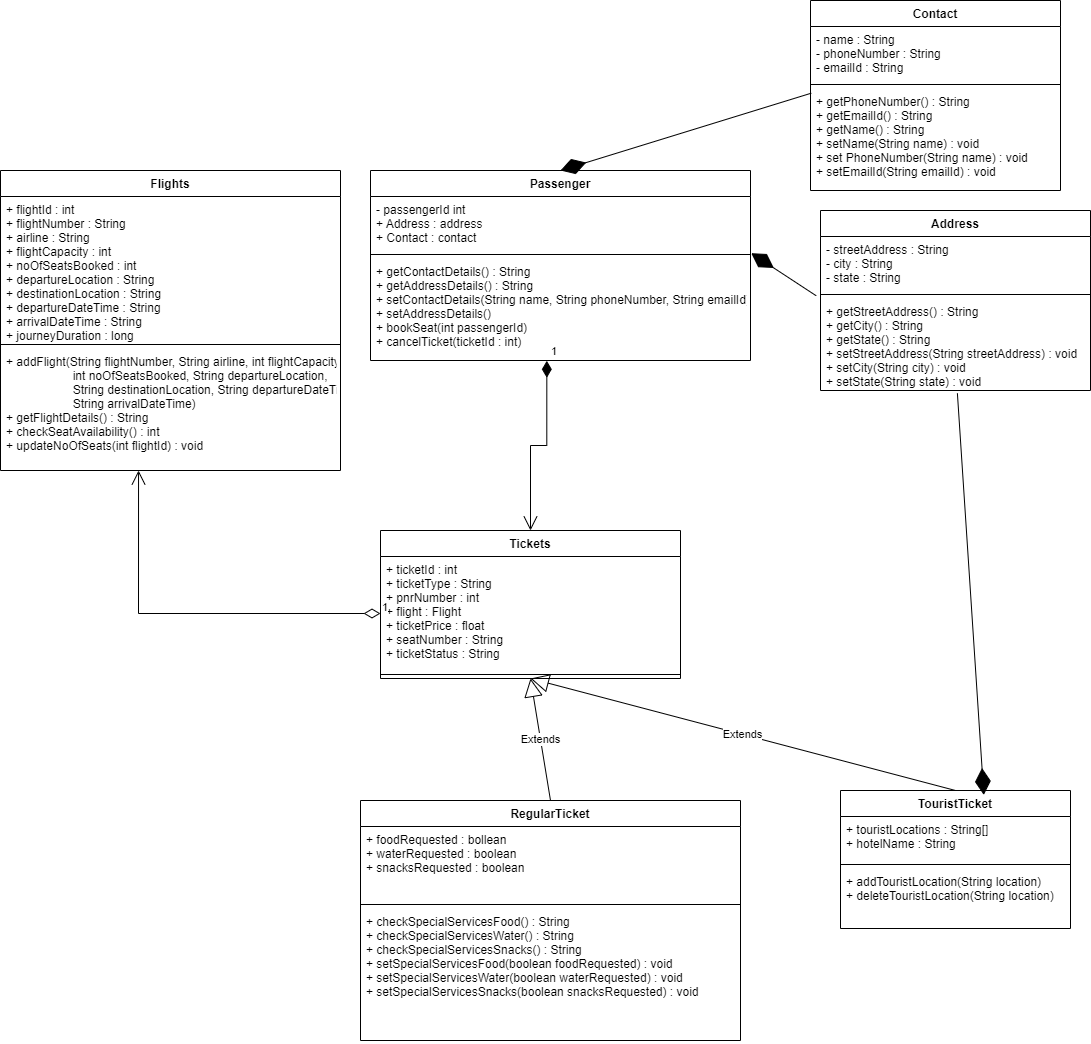 Contact
- name : String
- phoneNumber : String
- emailId : String
+ getPhoneNumber() : String
+ getEmailId() : String
+ getName() : String
+ setName(String name) : void
+ set PhoneNumber(String name) : void
+ setEmailId(String emailId) : void
Flights
+ flightId : int
+ flightNumber : String
+ airline : String
+ flightCapacity : int
+ noOfSeatsBooked : int
+ departureLocation : String
+ destinationLocation : String
+ departureDateTime : String
+ arrivalDateTime : String
+ journeyDuration : long
+ addFlight(String flightNumber, String airline, int flightCapacity
int noOfSeatsBooked, String departureLocation,
String destinationLocation, String departureDateT
String arrivalDateTime)
+ getFlightDetails() : String
+ checkSeatAvailability() : int
+ updateNoOfSeats(int flightId) : void
Passenger
- passengerId int
+ Address : address
+ Contact : contact
+ getContactDetails() : String
+ getAddressDetails() : String
+ setContactDetails(String name, String phoneNumber, String emailId
+ setAddressDetails()
+ bookSeat(int passengerId)
+ cancelTicket(ticketId : int)
1
Address
- streetAddress : String
- city : String
- state : String
+ getStreetAddress() : String
+ getCity() : String
+ getState() : String
+ setStreetAddress(String streetAddress) : void
+ setCity(String city) : void
+ setState(String state) : void
Tickets
+ ticketId : int
+ ticketType : String
+ pnrNumber : int
1
+ flight : Flight
+ ticketPrice : float
+ seatNumber : String
+ ticketStatus : String
Extends
Extends
RegularTicket
+ foodRequested : bollean
+ waterRequested : boolean
+ snacksRequested : boolean
+ checkSpecialServicesFood() : String
+ checkSpecialServicesWater() : String
+ checkSpecialServicesSnacks() : String
+ setSpecialServicesFood(boolean foodRequested) : void
+ setSpecialServicesWater(boolean waterRequested) : void
+ setSpecialServicesSnacks(boolean snacksRequested) : void
TouristTicket
+ touristLocations : String[]
+ hotelName : String
+ addTouristLocation(String location)
+ deleteTouristLocation(String location)